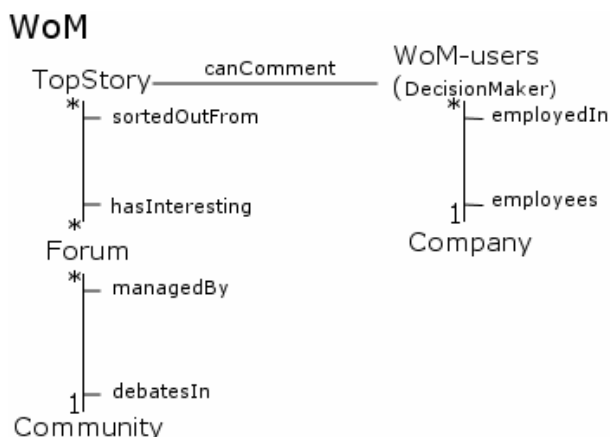 WoM
TopStory
canComment
WoM-users
(DecisionMaker)
*
sortedOutFrom
*
employedIn
hasInteresting
*
employees
1
Forum
Company
*
managedBy
debatesIn
1
Community